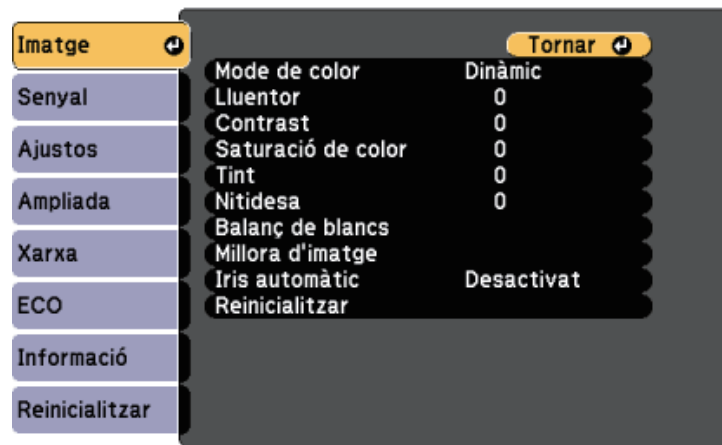 Imatge
Senyal
Ajustos
Ampliada
Xarxa
ECO
Informació
Reinicialitzar
Tornar
Mode de color Dinàmic
Lluentor 0
Contrast 0
Saturació de color 0
Tint 0
Nitidesa 0
Balanç de blancs
Millora d'imatge
Iris automàtic Desactivat
Reinicialitzar